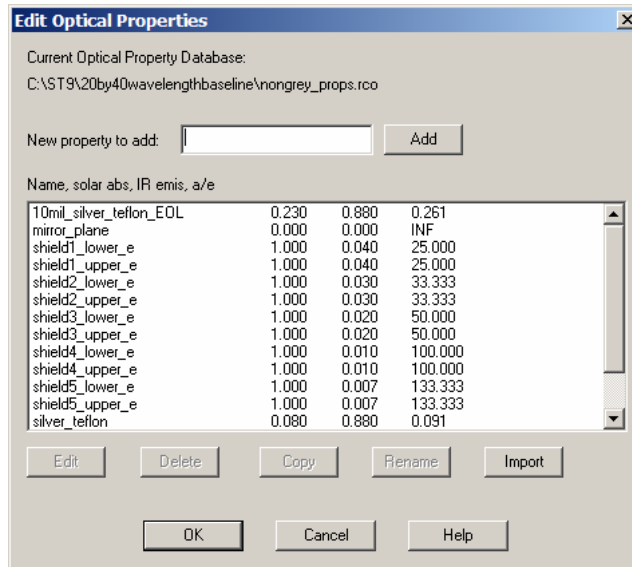 Edit Optical Properties
Current Optical Property Database:
C:\ST9\20by40wavelengthbaseline\nongrey_props.rco
New property to add:
Add
Name, solar abs, IR emis, a/e
10mil_silver_teflon_EOL 0.230 0.880 0.261
mirror_plane 0.000 0.000 INF
shield1_lower_e 1.000 0.040 25.000
shield1_upper_e 1.000 0.040 25.000
shield2_lower_e 1.000 0.030 33.333
shield2_upper_e 1.000 0.030 33.333
shield3_lower_e 1.000 0.020 50.000
shield3_upper_e 1.000 0.020 50.000
shield4_lower_e 1.000 0.010 100.000
shield4_upper_e 1.000 0.010 100.000
shield5_lower_e 1.000 0.007 133.333
shield5_upper_e 1.000 0.007 133.333
silver_teflon 0.080 0.880 0.091
Edit Delete Copy Rename Import
OK Cancel Help